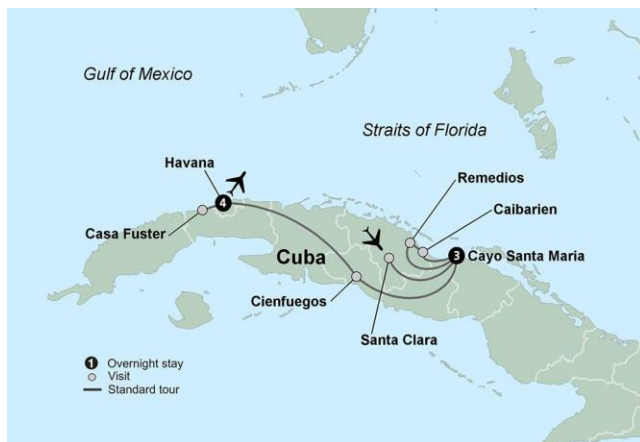 Gulf of Mexico
Straits of Florida
Havana
Remedios
4
Caibarien
Casa Fuster
3
Cayo Santa Maria
Cuba
Cienfuegos
Santa Clara
1 Overnight stay
Visit
Standard tour